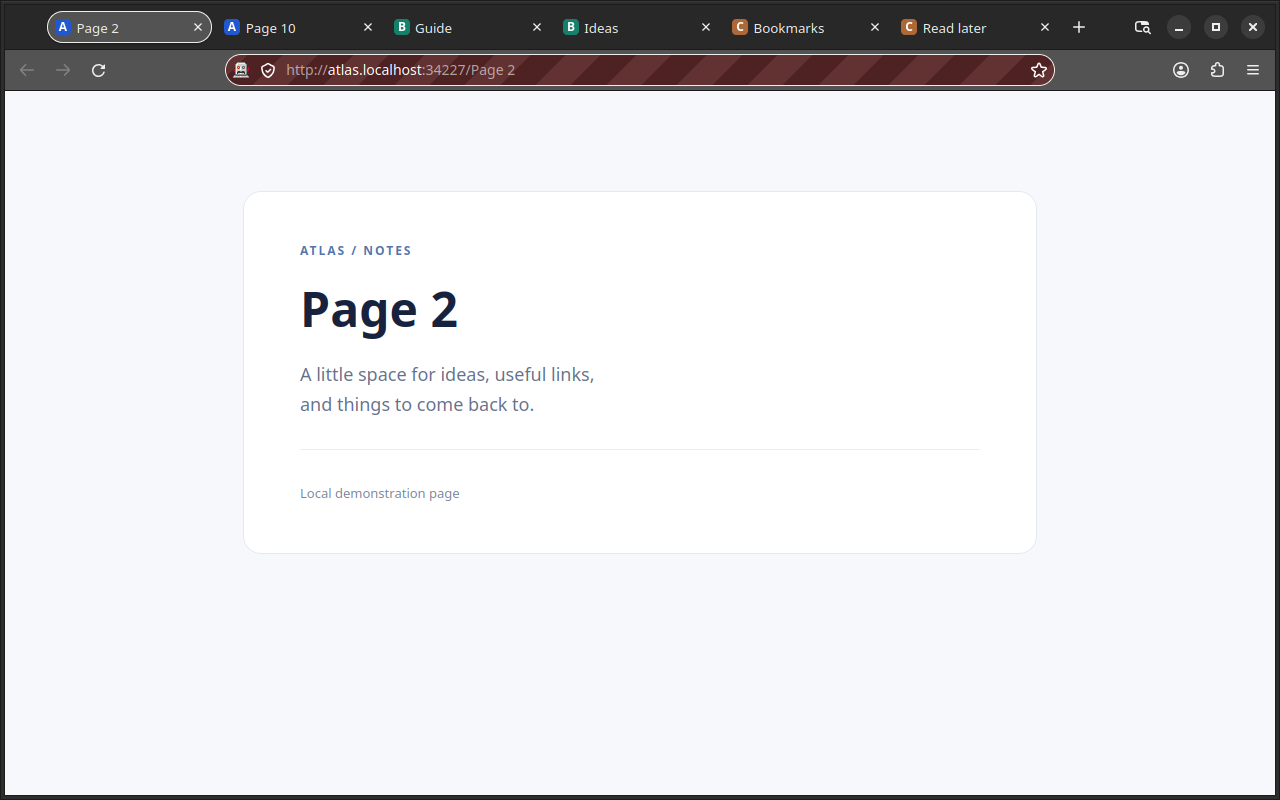 A Page 2
A Page 10
B Guide
B Ideas
C Bookmarks
C Read later
http://atlas.localhost:34227/Page 2
ATLAS / NOTES
Page 2
A little space for ideas, useful links,
and things to come back to.
Local demonstration page